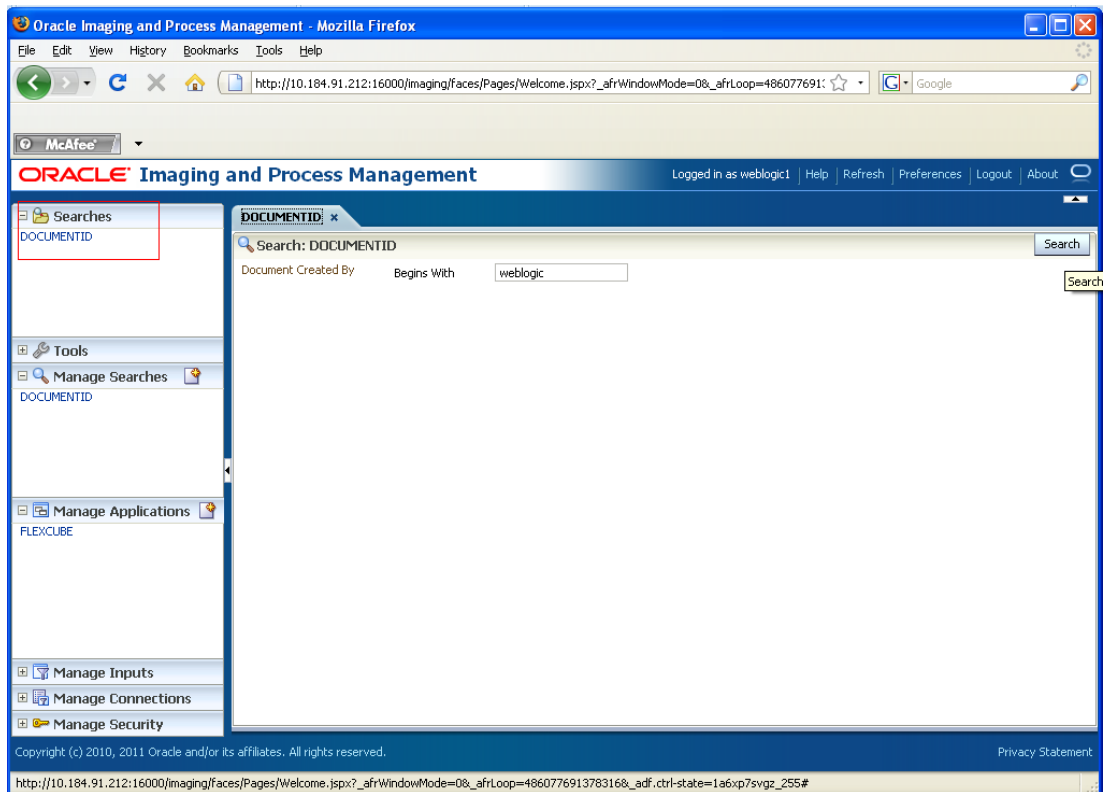 Oracle Imaging and Process Management - Mozilla Firefox
File Edit View History Bookmarks Tools Help
http://10.184.91.212:16000/imaging/faces/Pages/Welcome.jspx?_afrWindowMode=0&_afrLoop=486077691: G Google
McAfee
ORACLE Imaging and Process Management Logged in as weblogic1 | Help | Refresh | Preferences | Logout | About
Searches
DOCUMENTID
DOCUMENTID ×
Search: DOCUMENTID Search
Document Created By Begins With weblogic
Search
Tools
Manage Searches
DOCUMENTID
Manage Applications
FLEXCUBE
Manage Inputs
Manage Connections
Manage Security
Copyright (c) 2010, 2011 Oracle and/or its affiliates. All rights reserved. Privacy Statement
http://10.184.91.212:16000/imaging/faces/Pages/Welcome.jspx?_afrWindowMode=0&_afrLoop=486077691378316&_adf.ctrl-state=1a6xp7svgz_255#